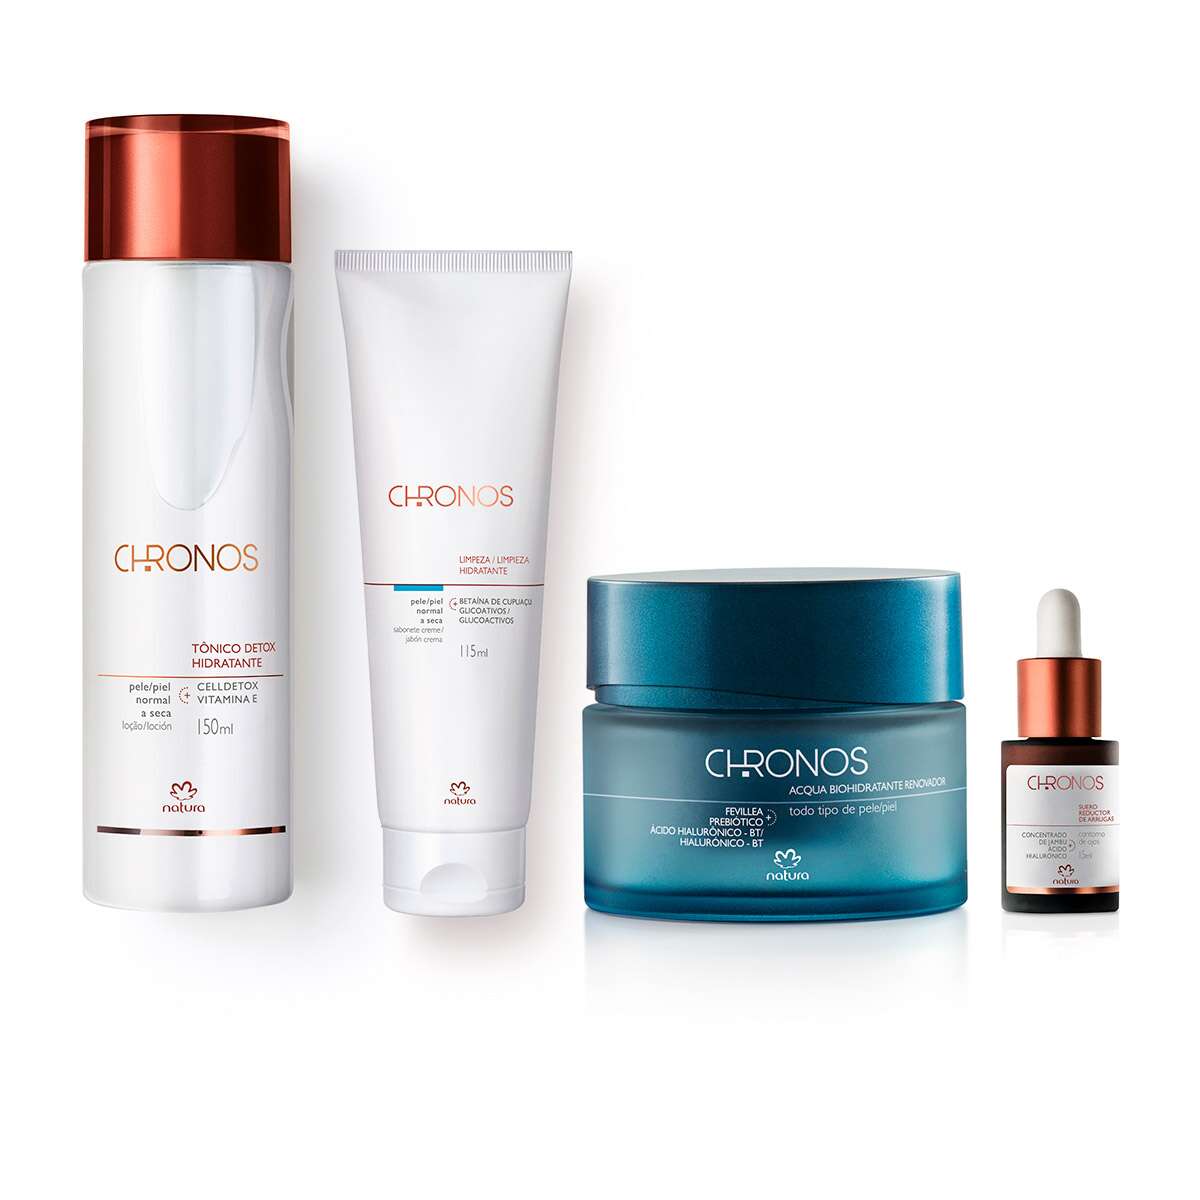 CHRONOS
TÔNICO DETOX
HIDRATANTE
pele/piel
normal
a seca
loção/loción
CELLDETOX
VITAMINA E
150ml
natura
CHRONOS
LIMPEZA / LIMPIEZA
HIDRATANTE
pele/piel
normal
a seca
sabonete creme/
jabón crema
BETAÍNA DE CUPUAÇU
GLICOATIVOS/
GLUCOACTIVOS
115ml
natura
CHRONOS
ACQUA BIOHIDRATANTE RENOVADOR
FEVILLEA
PREBIÓTICO
ÁCIDO HIALURÔNICO - BT/
HIALURÓNICO - BT
todo tipo de pele/piel
natura
CHRONOS
SUERO
REDUCTOR
DE ARRUGAS
CONCENTRADO
DE JAMBU
ÁCIDO
HIALURÓNICO
contorno
de ojos
15ml
natura